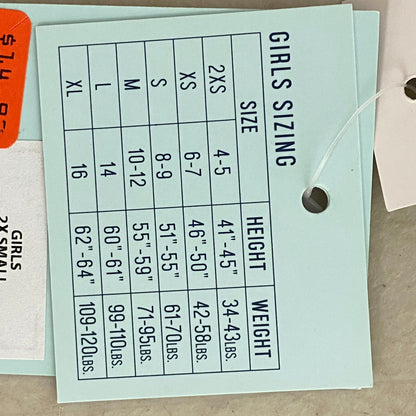 GIRLS SIZING
SIZE HEIGHT WEIGHT
2XS 4-5 41"-45" 34-43LBS.
XS 6-7 46"-50" 42-58LBS.
S 8-9 51"-55" 61-70LBS.
M 10-12 55"-59" 71-95LBS.
L 14 60"-61" 99-110LBS.
XL 16 62"-64" 109-120LBS.
GIRLS
2X SMALL